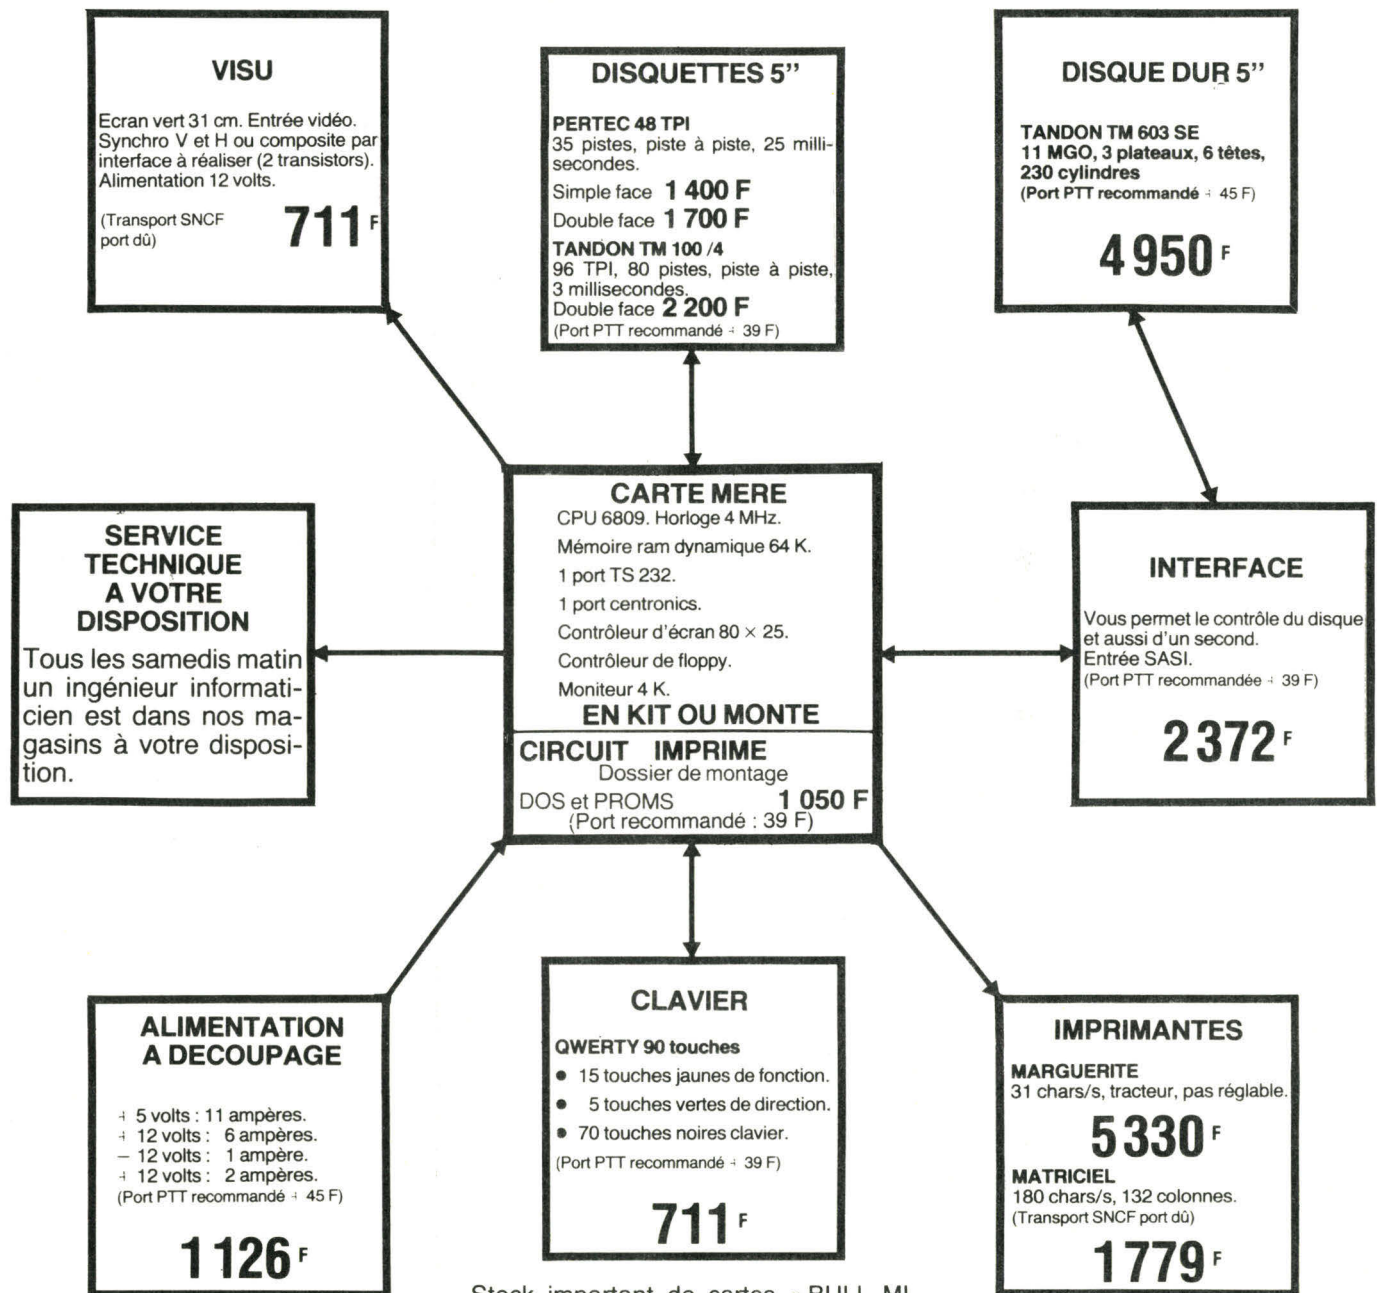 VISU
Ecran vert 31 cm. Entrée vidéo.
Synchro V et H ou composite par
interface à réaliser (2 transistors).
Alimentation 12 volts.
(Transport SNCF
port dû)
711 F
DISQUETTES 5’’
PERTEC 48 TPI
35 pistes, piste à piste, 25 milli-
secondes.
Simple face 1 400 F
Double face 1 700 F
TANDON TM 100 /4
96 TPI, 80 pistes, piste à piste,
3 millisecondes.
Double face 2 200 F
(Port PTT recommandé + 39 F)
DISQUE DUR 5’’
TANDON TM 603 SE
11 MGO, 3 plateaux, 6 têtes,
230 cylindres
(Port PTT recommandé + 45 F)
4 950 F
SERVICE
TECHNIQUE
A VOTRE
DISPOSITION
Tous les samedis matin
un ingénieur informati-
cien est dans nos ma-
gasins à votre disposi-
tion.
CARTE MERE
CPU 6809. Horloge 4 MHz.
Mémoire ram dynamique 64 K.
1 port TS 232.
1 port centronics.
Contrôleur d'écran 80 × 25.
Contrôleur de floppy.
Moniteur 4 K.
EN KIT OU MONTE
CIRCUIT IMPRIME
Dossier de montage
DOS et PROMS 1 050 F
(Port recommandé : 39 F)
INTERFACE
Vous permet le contrôle du disque
et aussi d'un second.
Entrée SASI.
(Port PTT recommandée + 39 F)
2 372 F
ALIMENTATION
A DECOUPAGE
+ 5 volts : 11 ampères.
+ 12 volts : 6 ampères.
– 12 volts : 1 ampère.
+ 12 volts : 2 ampères.
(Port PTT recommandé + 45 F)
1 126 F
CLAVIER
QWERTY 90 touches
● 15 touches jaunes de fonction.
● 5 touches vertes de direction.
● 70 touches noires clavier.
(Port PTT recommandé + 39 F)
711 F
IMPRIMANTES
MARGUERITE
31 chars/s, tracteur, pas réglable.
5 330 F
MATRICIEL
180 chars/s, 132 colonnes.
(Transport SNCF port dû)
1 779 F
Stock important de cartes